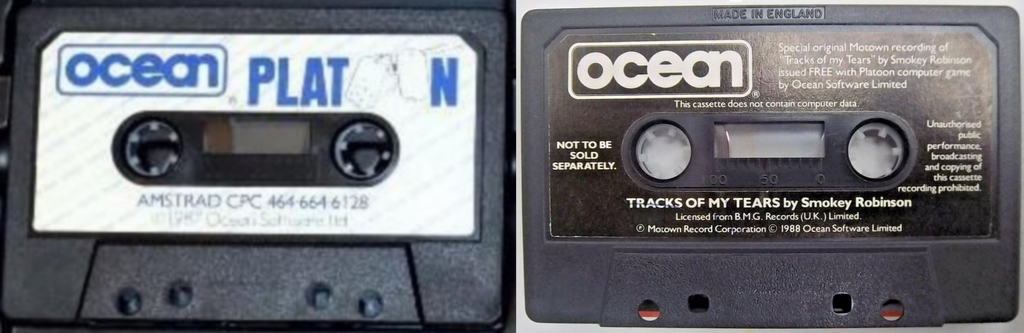 ocean
PLATOON
AMSTRAD CPC 464 664 6128
© 1987 Ocean Software Ltd
MADE IN ENGLAND
ocean
Special original Motown recording of
"Tracks of my Tears" by Smokey Robinson
issued FREE with Platoon computer game
by Ocean Software Limited
This cassette does not contain computer data
NOT TO BE
SOLD
SEPARATELY.
Unauthorised
public
performance,
broadcasting
and copying of
this cassette
recording prohibited.
100 50 0
TRACKS OF MY TEARS by Smokey Robinson
Licensed from B.M.G. Records (U.K.) Limited.
℗ Motown Record Corporation © 1988 Ocean Software Limited